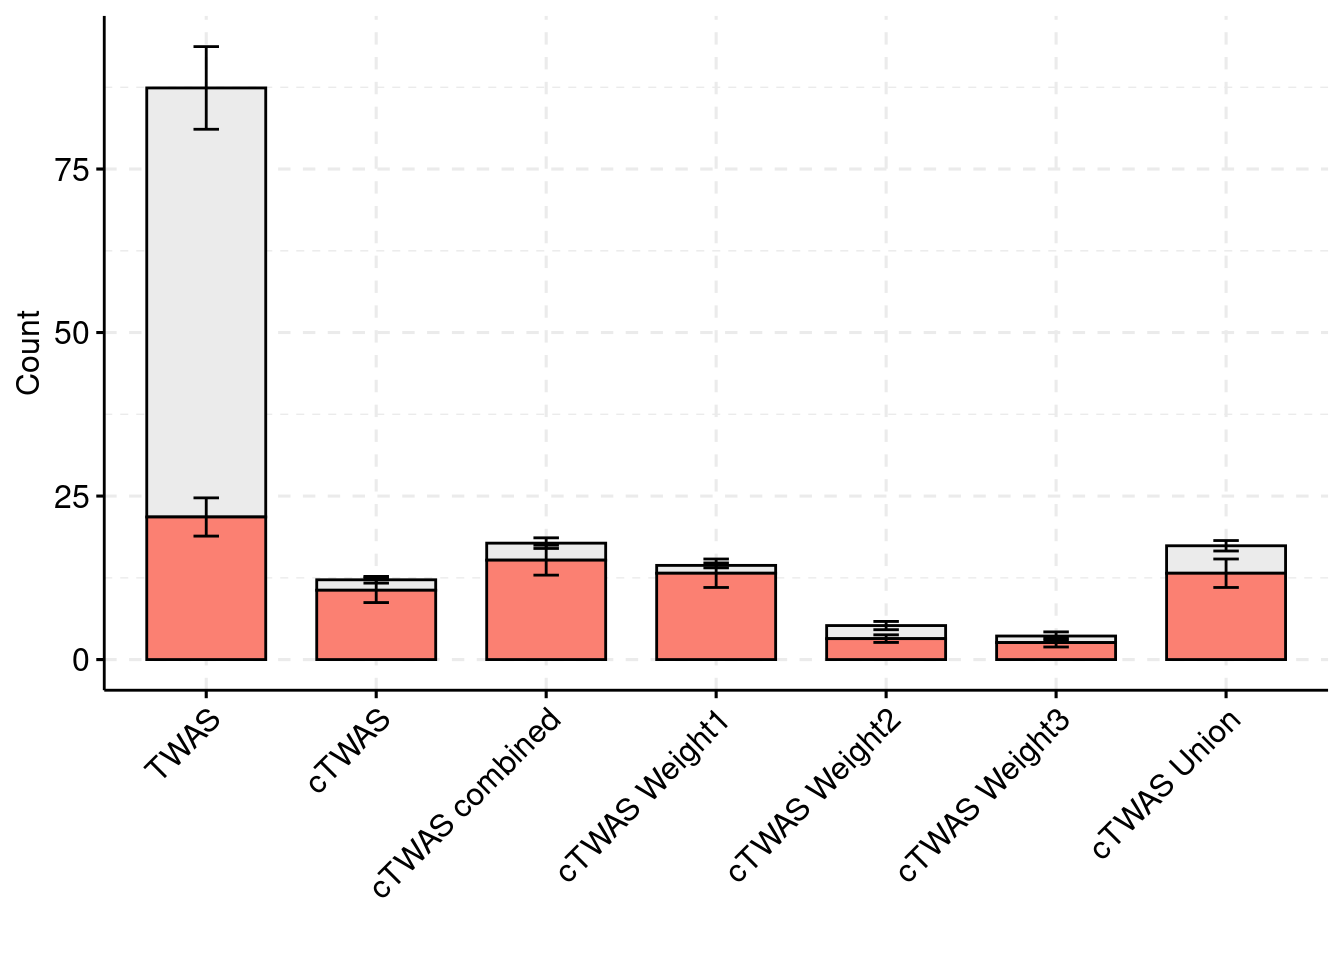 Count
75
50
25
0
TWAS
cTWAS
cTWAS combined
cTWAS Weight1
cTWAS Weight2
cTWAS Weight3
cTWAS Union